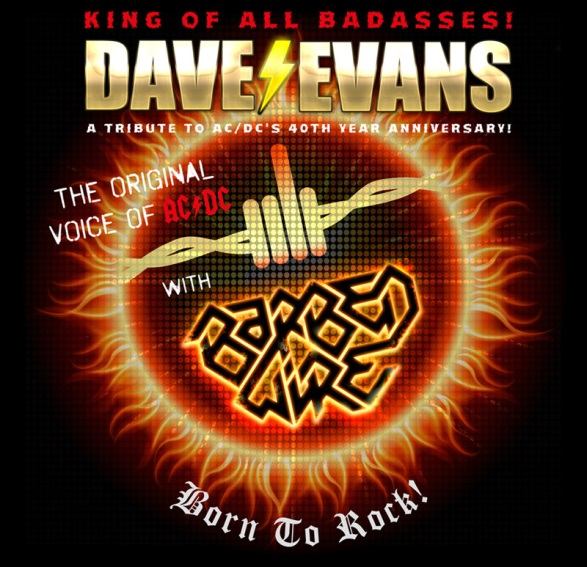 KING OF ALL BADASSES!
DAVE⚡EVANS
A TRIBUTE TO AC/DC'S 40TH YEAR ANNIVERSARY!
THE ORIGINAL
VOICE OF AC⚡DC
WITH
BARBED
WIRE
Born To Rock!